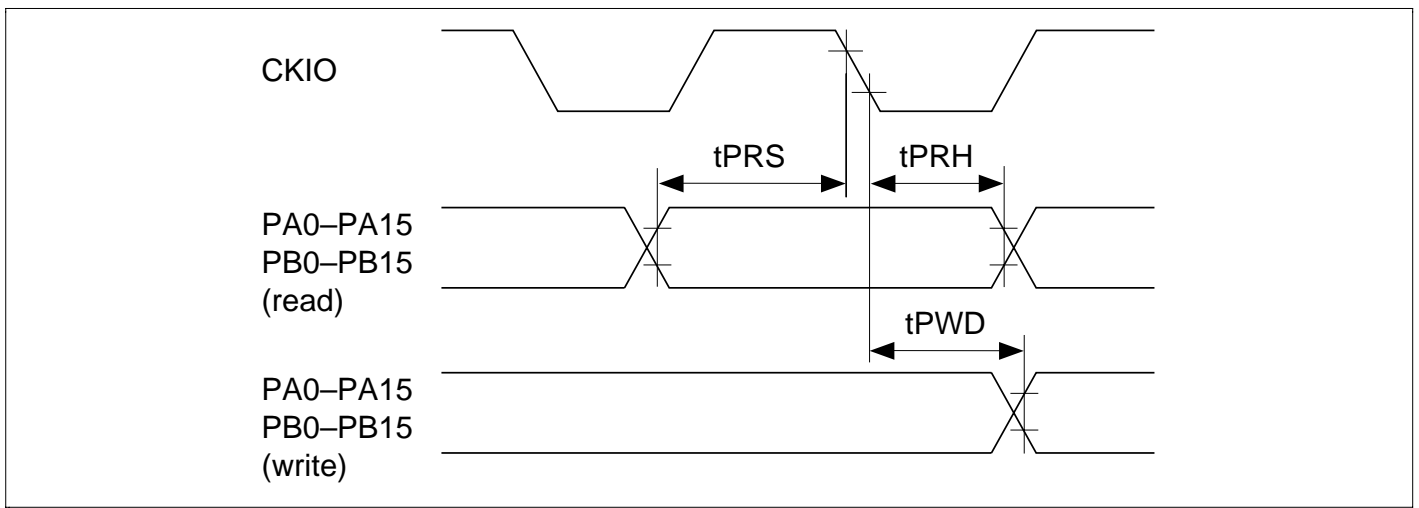 CKIO
tPRS
tPRH
PA0–PA15
PB0–PB15
(read)
tPWD
PA0–PA15
PB0–PB15
(write)